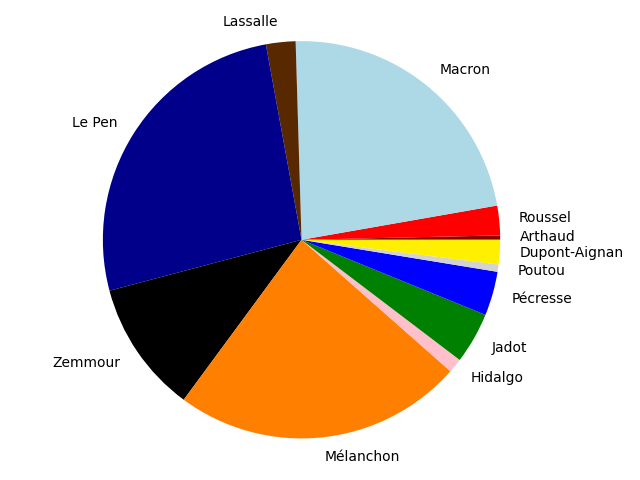 Lassalle
Macron
Le Pen
Roussel
Arthaud
Dupont-Aignan
Poutou
Pécresse
Jadot
Zemmour
Hidalgo
Mélanchon